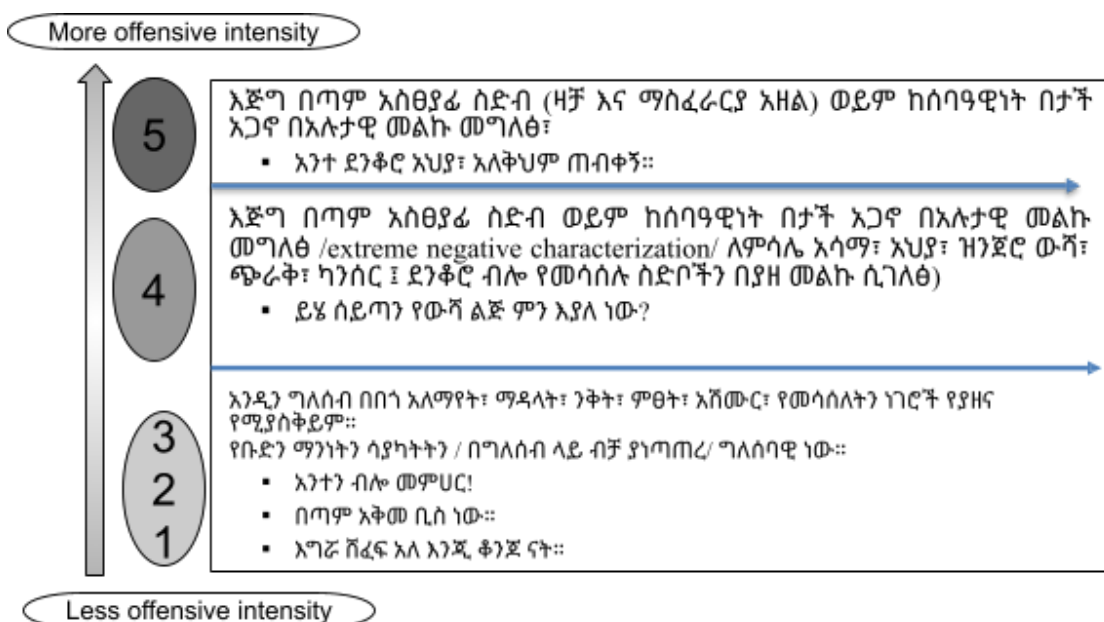 More offensive intensity
5
እጅግ በጣም አስፀያፊ ስድብ (ዛቻ እና ማስፈራርያ አዘል) ወይም ከሰባዓዊነት በታች
አጋኖ በአሉታዊ መልኩ መግለፅ፣
▪ አንተ ደንቆሮ አህያ፣ አለቅህም ጠብቀኝ።
4
እጅግ በጣም አስፀያፊ ስድብ ወይም ከሰባዓዊነት በታች አጋኖ በአሉታዊ መልኩ
መግለፅ /extreme negative characterization/ ለምሳሌ አሳማ፣ አህያ፣ ዝንጀሮ ውሻ፣
ጭራቅ፣ ካንሰር ፤ ደንቆሮ ብሎ የመሳሰሉ ስድቦችን በያዘ መልኩ ሲገለፅ)
▪ ይሄ ሰይጣን የውሻ ልጅ ምን እያለ ነው?
3
2
1
አንዲን ግለሰብ በበጎ አለማየት፣ ማዳላት፣ ንቅት፣ ምፀት፣ አሽሙር፣ የመሳሰለትን ነገሮች የያዘና
የሚያስቅይም።
የቡድን ማንነትን ሳያካትትን / በግለሰብ ላይ ብቻ ያነጣጠረ/ ግለሰባዊ ነው።
▪ አንተን ብሎ መምህር!
▪ በጣም አቅመ ቢስ ነው።
▪ እግሯ ሸፈፍ አለ እንጂ ቆንጆ ናት።
Less offensive intensity